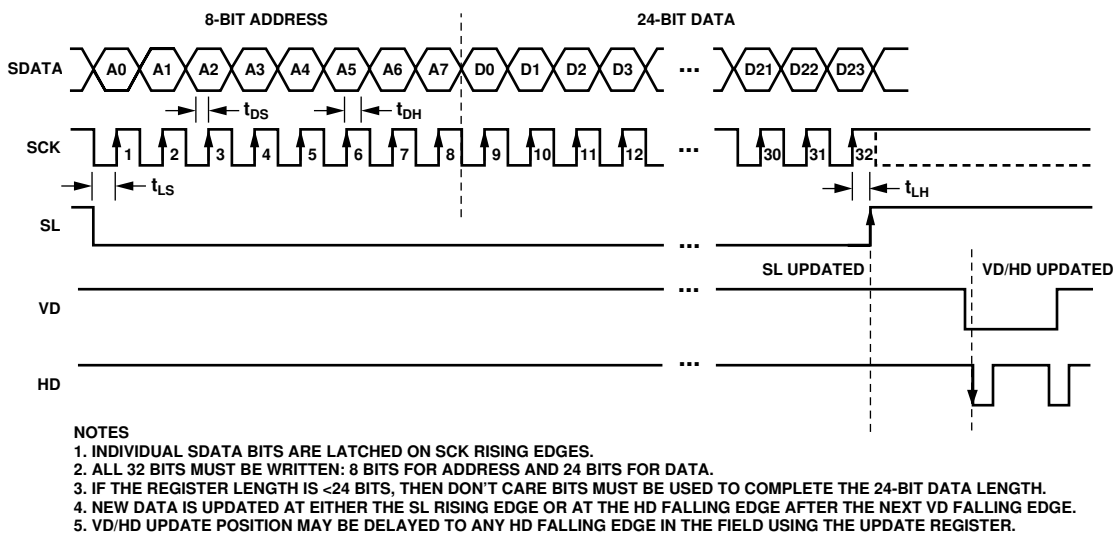 8-BIT ADDRESS 24-BIT DATA
SDATA A0 A1 A2 A3 A4 A5 A6 A7 D0 D1 D2 D3 ... D21 D22 D23
tDS tDH
SCK 1 2 3 4 5 6 7 8 9 10 11 12 ... 30 31 32
tLS tLH
SL ...
SL UPDATED VD/HD UPDATED
VD ...
HD ...
NOTES
1. INDIVIDUAL SDATA BITS ARE LATCHED ON SCK RISING EDGES.
2. ALL 32 BITS MUST BE WRITTEN: 8 BITS FOR ADDRESS AND 24 BITS FOR DATA.
3. IF THE REGISTER LENGTH IS <24 BITS, THEN DON'T CARE BITS MUST BE USED TO COMPLETE THE 24-BIT DATA LENGTH.
4. NEW DATA IS UPDATED AT EITHER THE SL RISING EDGE OR AT THE HD FALLING EDGE AFTER THE NEXT VD FALLING EDGE.
5. VD/HD UPDATE POSITION MAY BE DELAYED TO ANY HD FALLING EDGE IN THE FIELD USING THE UPDATE REGISTER.